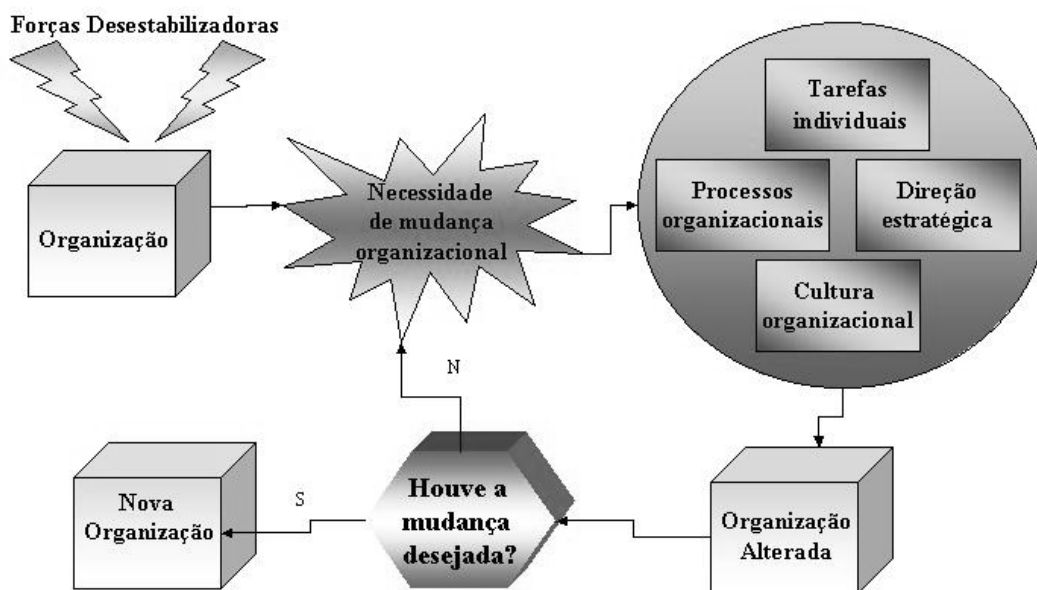 Forças Desestabilizadoras
Organização
Necessidade
de mudança
organizacional
Tarefas
individuais
Processos
organizacionais
Direção
estratégica
Cultura
organizacional
N
Nova
Organização
S
Houve a
mudança
desejada?
Organização
Alterada